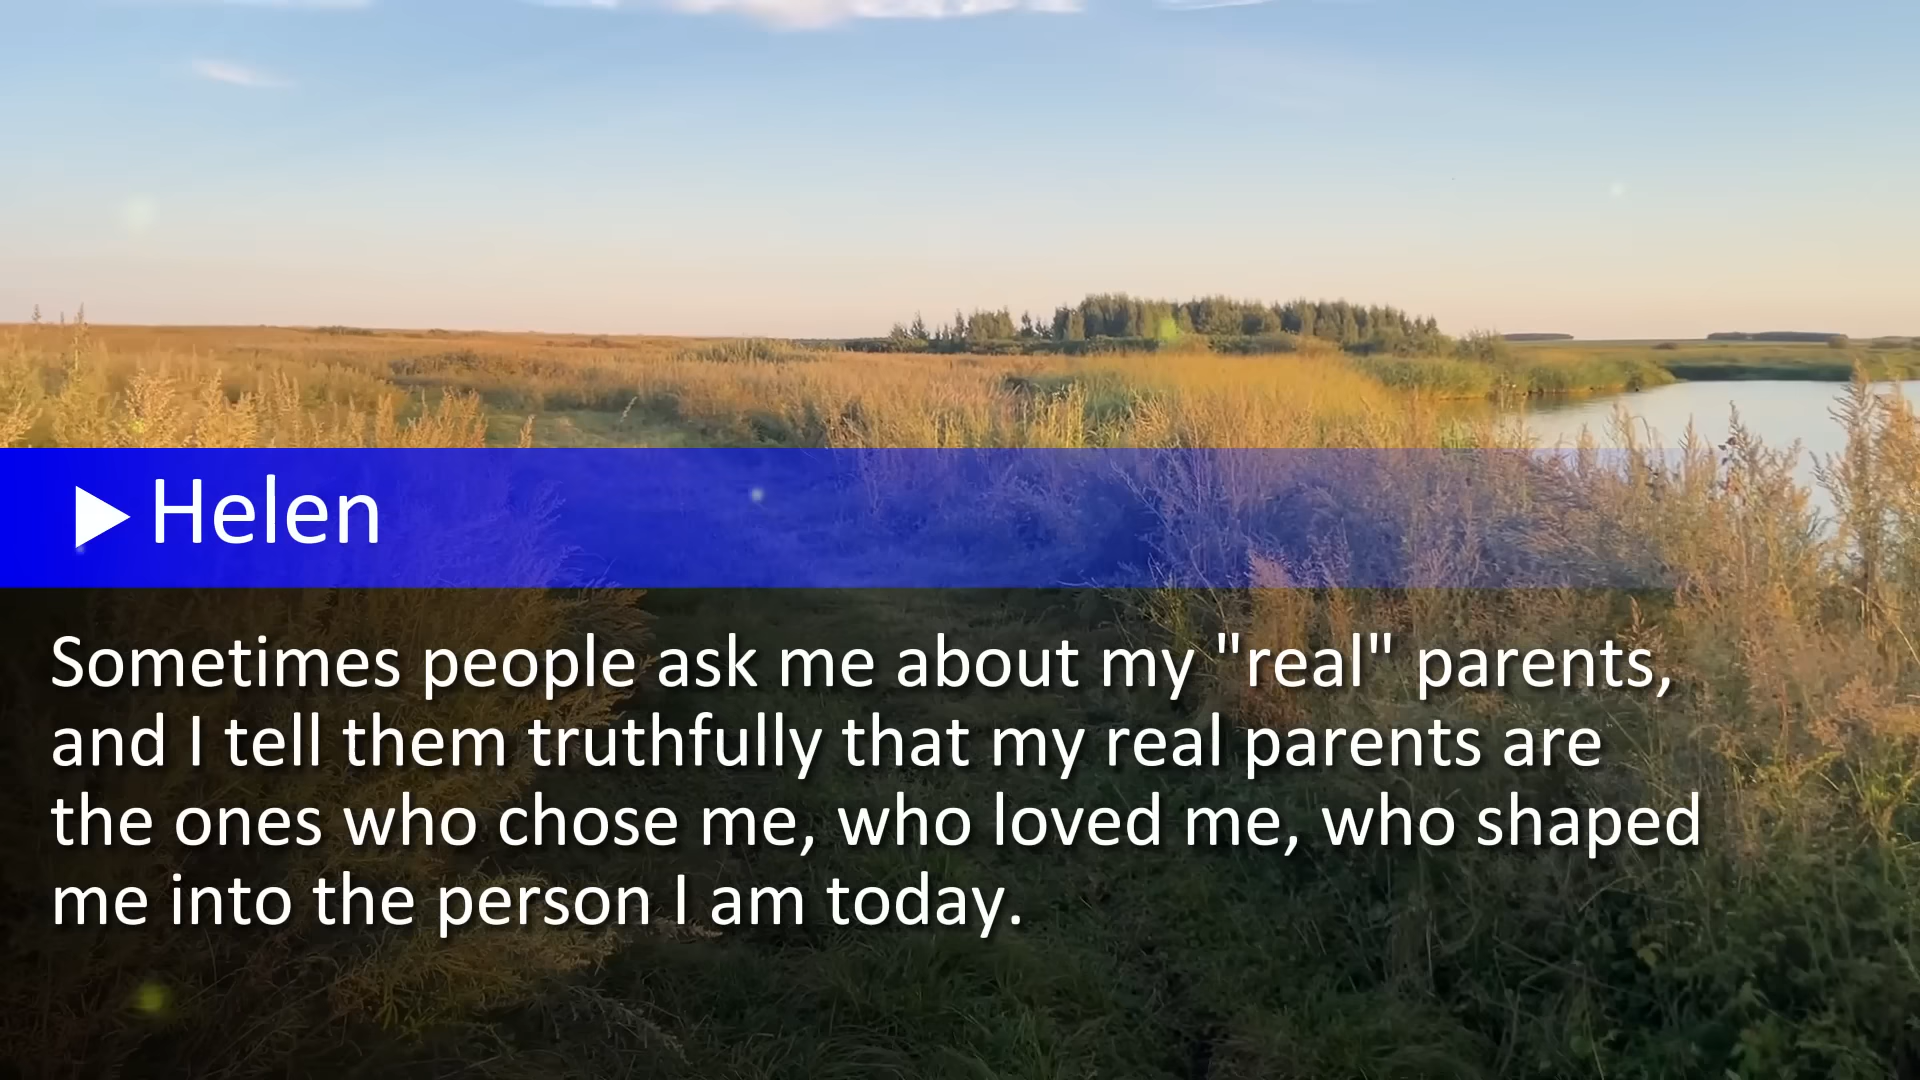 Helen
Sometimes people ask me about my "real" parents,
and I tell them truthfully that my real parents are
the ones who chose me, who loved me, who shaped
me into the person I am today.